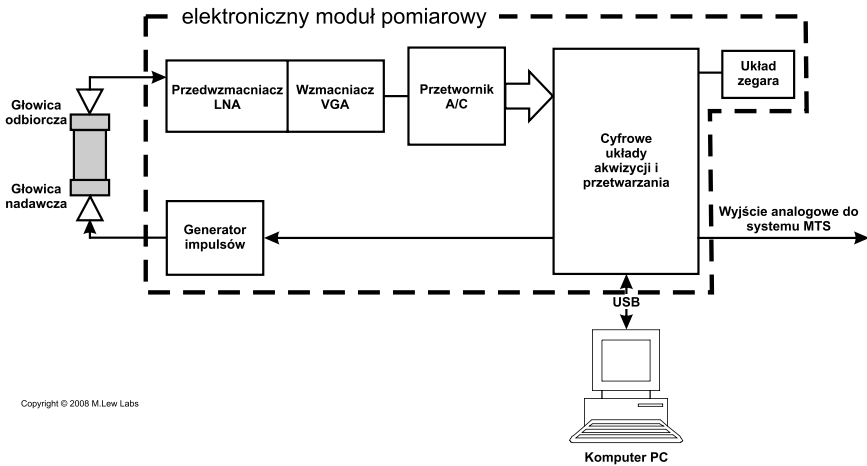 elektroniczny moduł pomiarowy
Głowica
odbiorcza
Przedwzmacniacz
LNA
Wzmacniacz
VGA
Przetwornik
A/C
Układ
zegara
Cyfrowe
układy
akwizycji i
przetwarzania
Głowica
nadawcza
Generator
impulsów
Wyjście analogowe do
systemu MTS
USB
Copyright © 2008 M.Lew Labs
Komputer PC